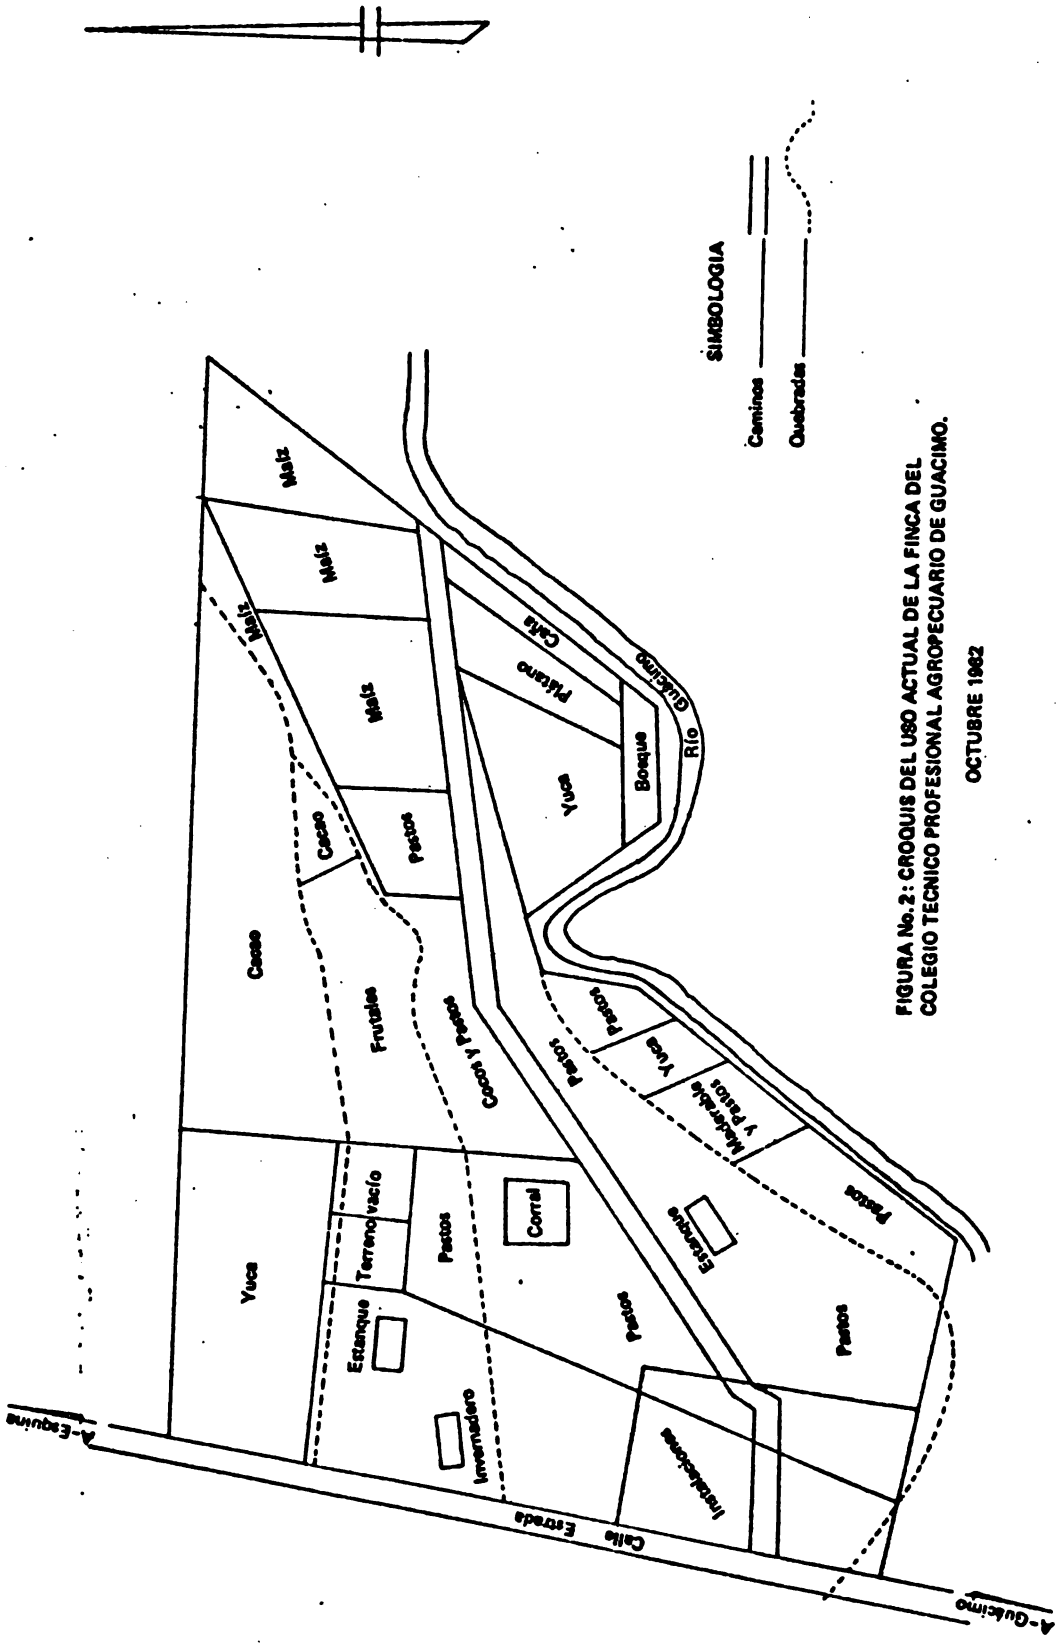 A-Esquina
Yuca
Cacao
Maíz
Maíz
Maíz
Maíz
Cacao
Pastos
Frutales
Cocos Y Pastos
Terreno vacío
Pastos
Corral
Estanque
Invernadero
Pastos
Instalaciones
Calle Estrada
A-Guácimo
Caña
Plátano
Yuca
Bosque
Río Guácimo
Pastos
Pastos
Yuca
Maderable
y Pastos
Estanque
Pastos
Pastos
SIMBOLOGIA
Caminos
Quebradas
FIGURA No. 2: CROQUIS DEL USO ACTUAL DE LA FINCA DEL
COLEGIO TECNICO PROFESIONAL AGROPECUARIO DE GUACIMO.
OCTUBRE 1982